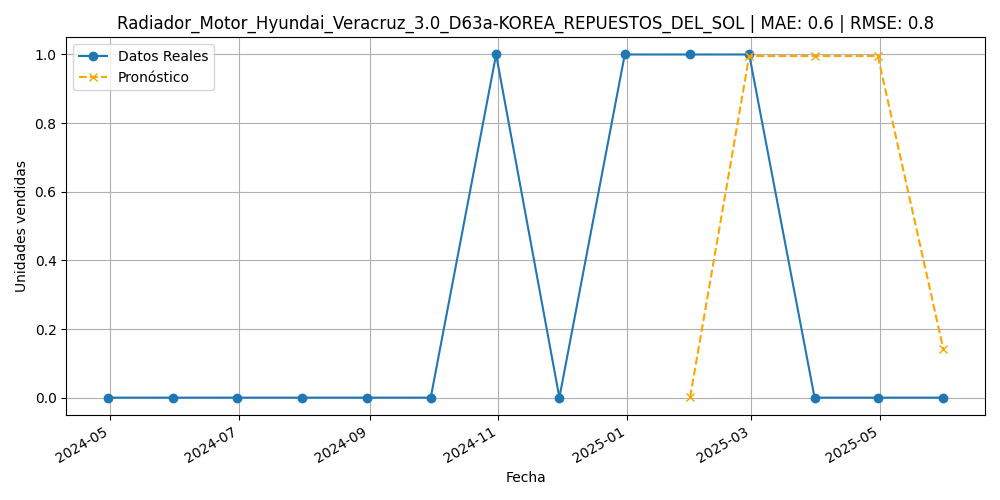 Radiador_Motor_Hyundai_Veracruz_3.0_D63a-KOREA_REPUESTOS_DEL_SOL | MAE: 0.6 | RMSE: 0.8
Datos Reales
Pronóstico
Unidades vendidas
1.0
0.8
0.6
0.4
0.2
0.0
2024-05
2024-07
2024-09
2024-11
2025-01
2025-03
2025-05
Fecha